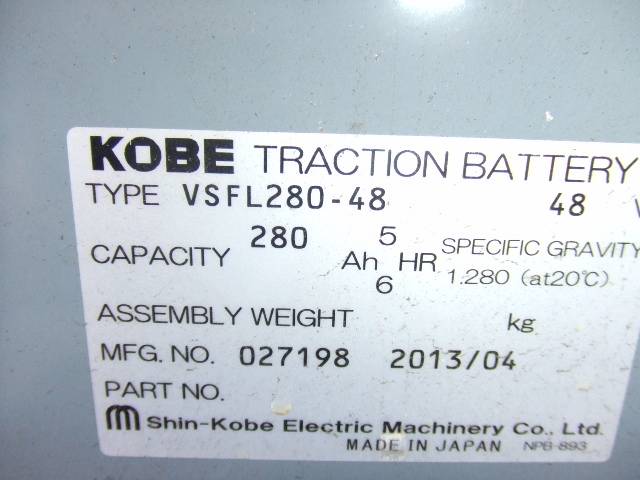 KOBE TRACTION BATTERY
TYPE VSFL280-48 48 V
CAPACITY 280 Ah 5 HR SPECIFIC GRAVITY
6 1.280 (at20℃)
ASSEMBLY WEIGHT kg
MFG. NO. 027198 2013/04
PART NO.
Shin-Kobe Electric Machinery Co., Ltd.
MADE IN JAPAN NPB-893